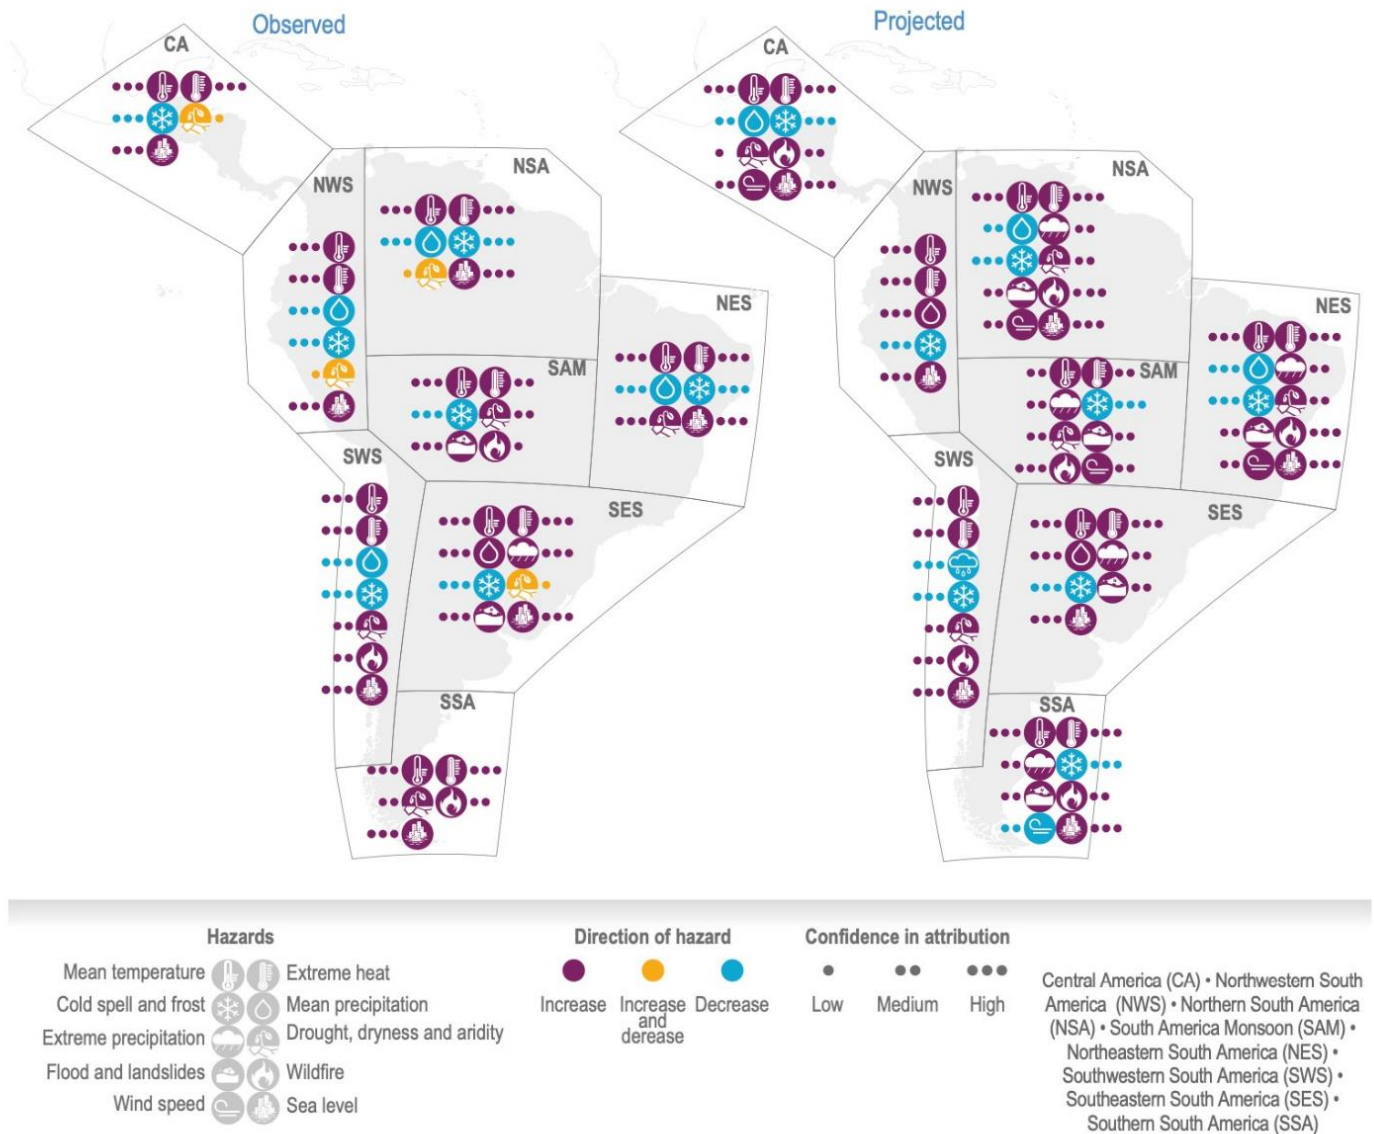 Observed
Projected
CA
NWS
NSA
NES
SAM
SWS
SES
SSA
CA
NWS
NSA
NES
SAM
SWS
SES
SSA
Hazards
Mean temperature
Extreme heat
Cold spell and frost
Mean precipitation
Extreme precipitation
Drought, dryness and aridity
Flood and landslides
Wildfire
Wind speed
Sea level
Direction of hazard
Increase
Increase
and
derease
Decrease
Confidence in attribution
Low
Medium
High
Central America (CA) • Northwestern South
America (NWS) • Northern South America
(NSA) • South America Monsoon (SAM) •
Northeastern South America (NES) •
Southwestern South America (SWS) •
Southeastern South America (SES) •
Southern South America (SSA)